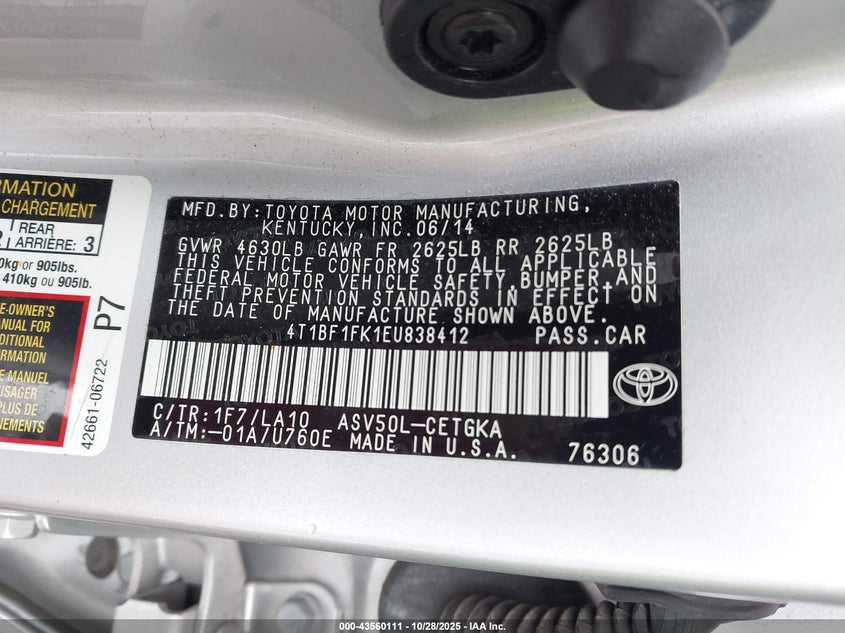 RMATION
CHARGEMENT
REAR
ARRIÈRE: 3
0kg or 905lbs.
410kg ou 905lb.
E-OWNER'S
MANUAL FOR
DITIONAL
FORMATION
E MANUEL
USAGER
PLUS DE
P7
42661-06722
MFD.BY:TOYOTA MOTOR MANUFACTURING,
KENTUCKY,INC.06/14
GVWR 4630LB GAWR FR 2625LB RR 2625LB
THIS VEHICLE CONFORMS TO ALL APPLICABLE
FEDERAL MOTOR VEHICLE SAFETY,BUMPER,AND
THEFT PREVENTION STANDARDS IN EFFECT ON
THE DATE OF MANUFACTURE SHOWN ABOVE.
4T1BF1FK1EU838412 PASS.CAR
C/TR:1F7/LA10 ASV50L-CETGKA
A/TM:-01A/U760E MADE IN U.S.A. 76306
000-43560111 - 10/28/2025 - IAA Inc.